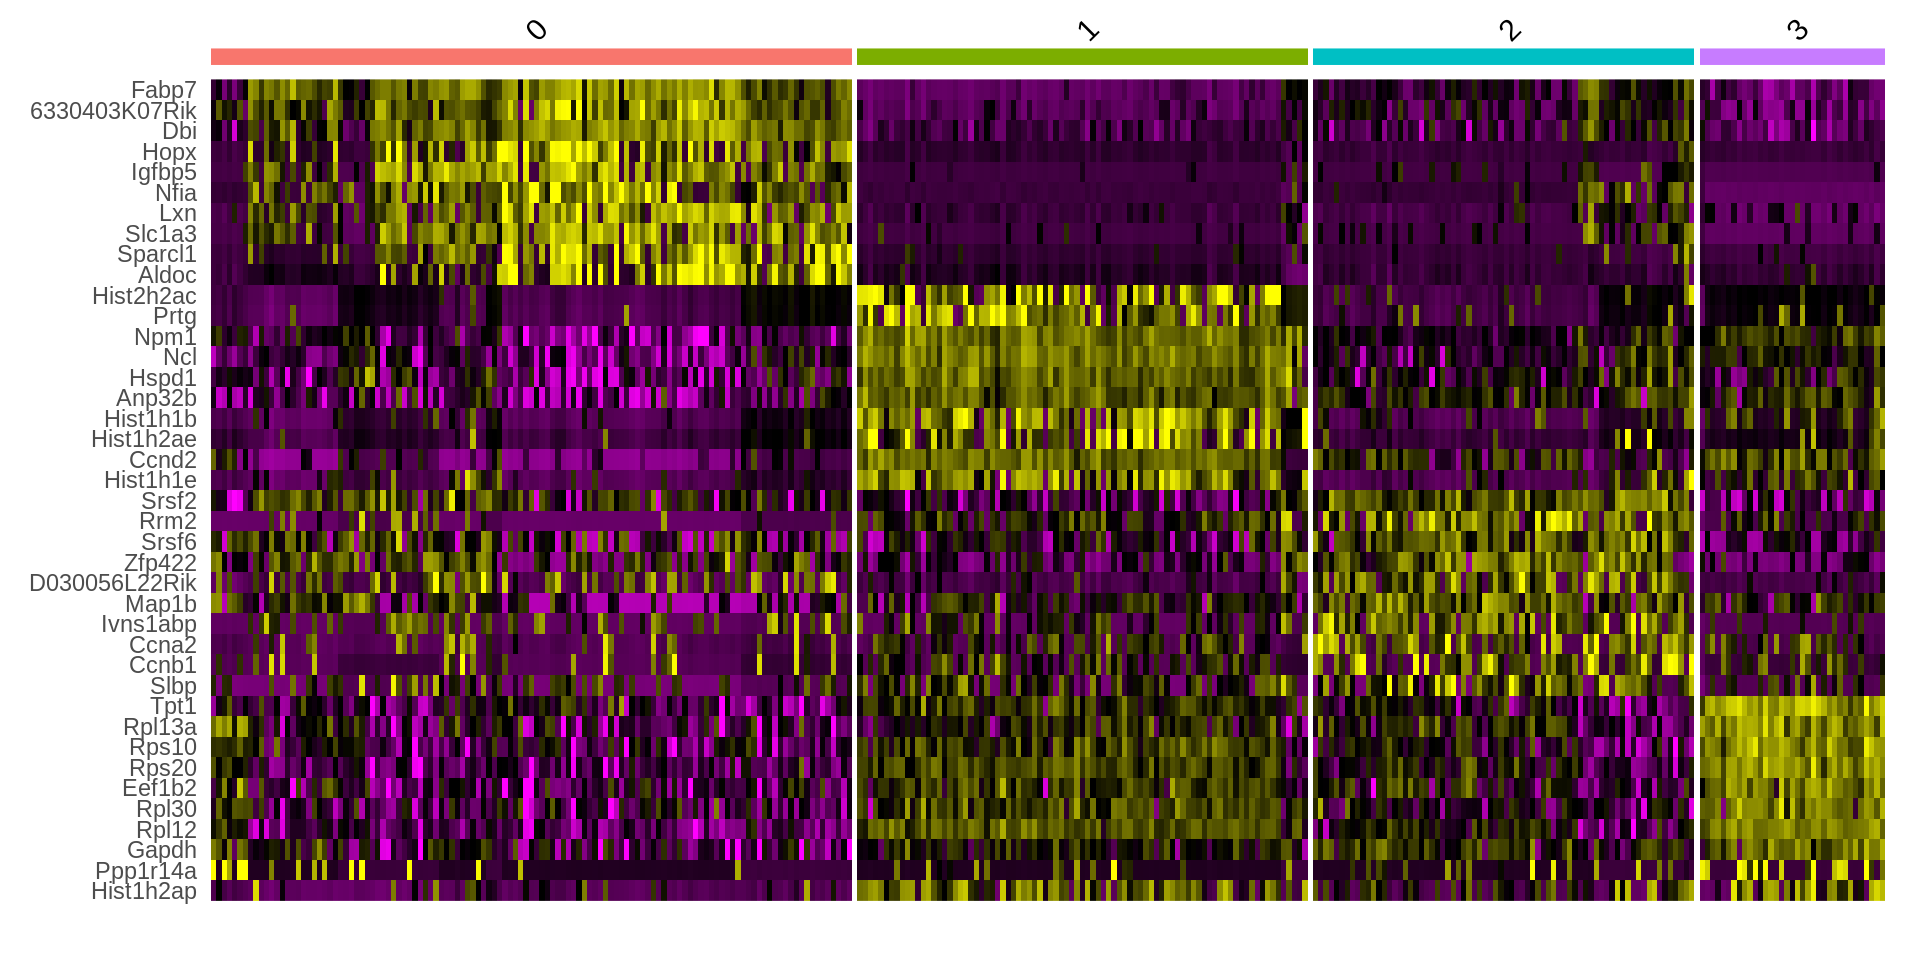 0 1 2 3
Fabp7
6330403K07Rik
Dbi
Hopx
Igfbp5
Nfia
Lxn
Slc1a3
Sparcl1
Aldoc
Hist2h2ac
Prtg
Npm1
Ncl
Hspd1
Anp32b
Hist1h1b
Hist1h2ae
Ccnd2
Hist1h1e
Srsf2
Rrm2
Srsf6
Zfp422
D030056L22Rik
Map1b
Ivns1abp
Ccna2
Ccnb1
Slbp
Tpt1
Rpl13a
Rps10
Rps20
Eef1b2
Rpl30
Rpl12
Gapdh
Ppp1r14a
Hist1h2ap